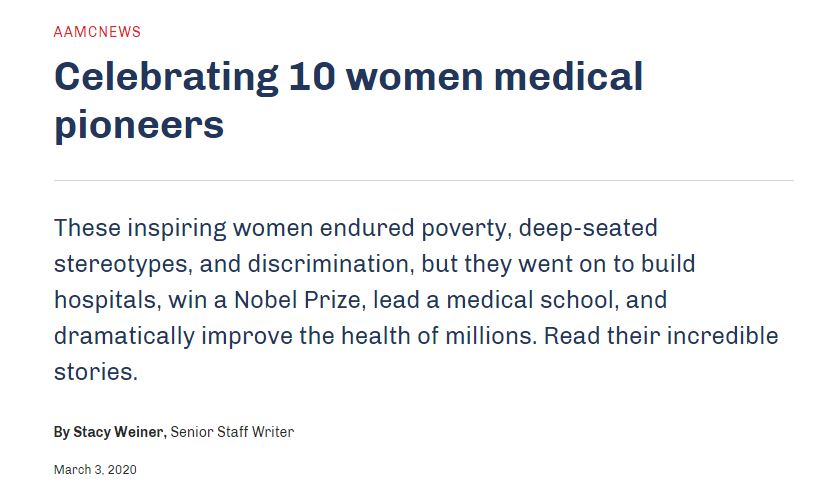 AAMCNEWS
Celebrating 10 women medical
pioneers
These inspiring women endured poverty, deep-seated
stereotypes, and discrimination, but they went on to build
hospitals, win a Nobel Prize, lead a medical school, and
dramatically improve the health of millions. Read their incredible
stories.
By Stacy Weiner, Senior Staff Writer
March 3, 2020